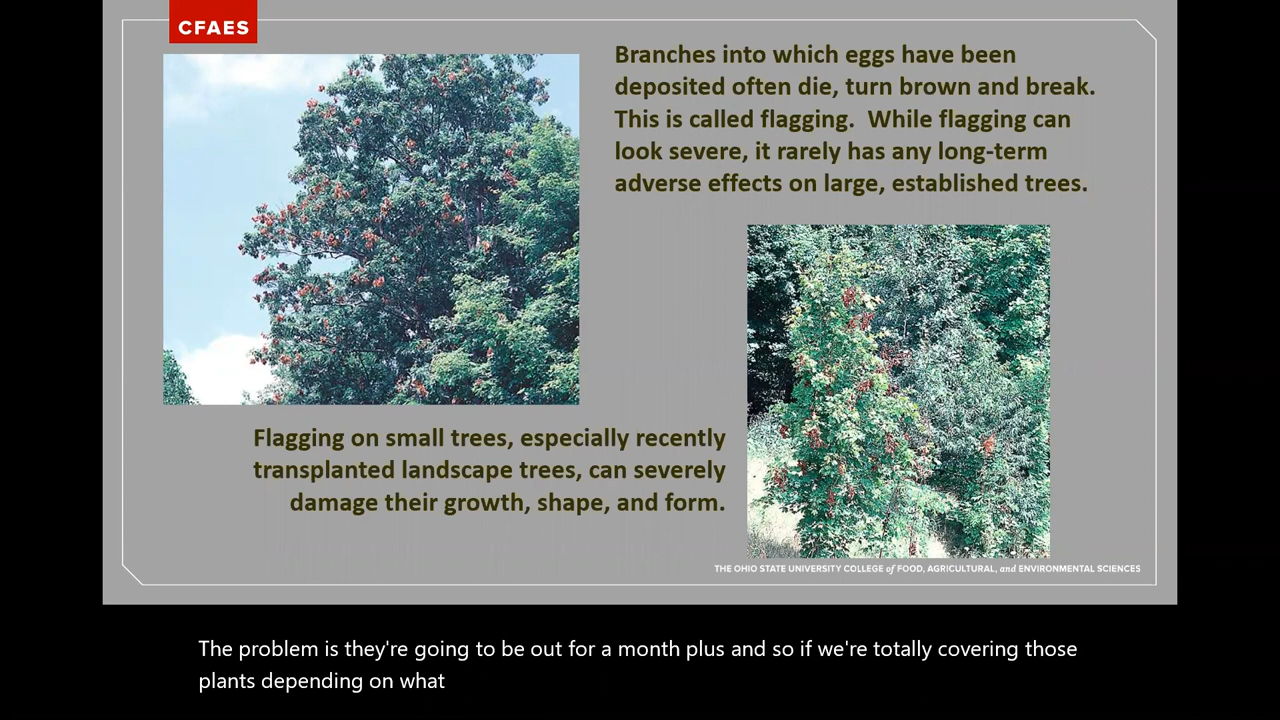 CFAES
Branches into which eggs have been
deposited often die, turn brown and break.
This is called flagging.  While flagging can
look severe, it rarely has any long-term
adverse effects on large, established trees.
Flagging on small trees, especially recently
transplanted landscape trees, can severely
damage their growth, shape, and form.
THE OHIO STATE UNIVERSITY COLLEGE of FOOD, AGRICULTURAL, and ENVIRONMENTAL SCIENCES
The problem is they're going to be out for a month plus and so if we're totally covering those
plants depending on what